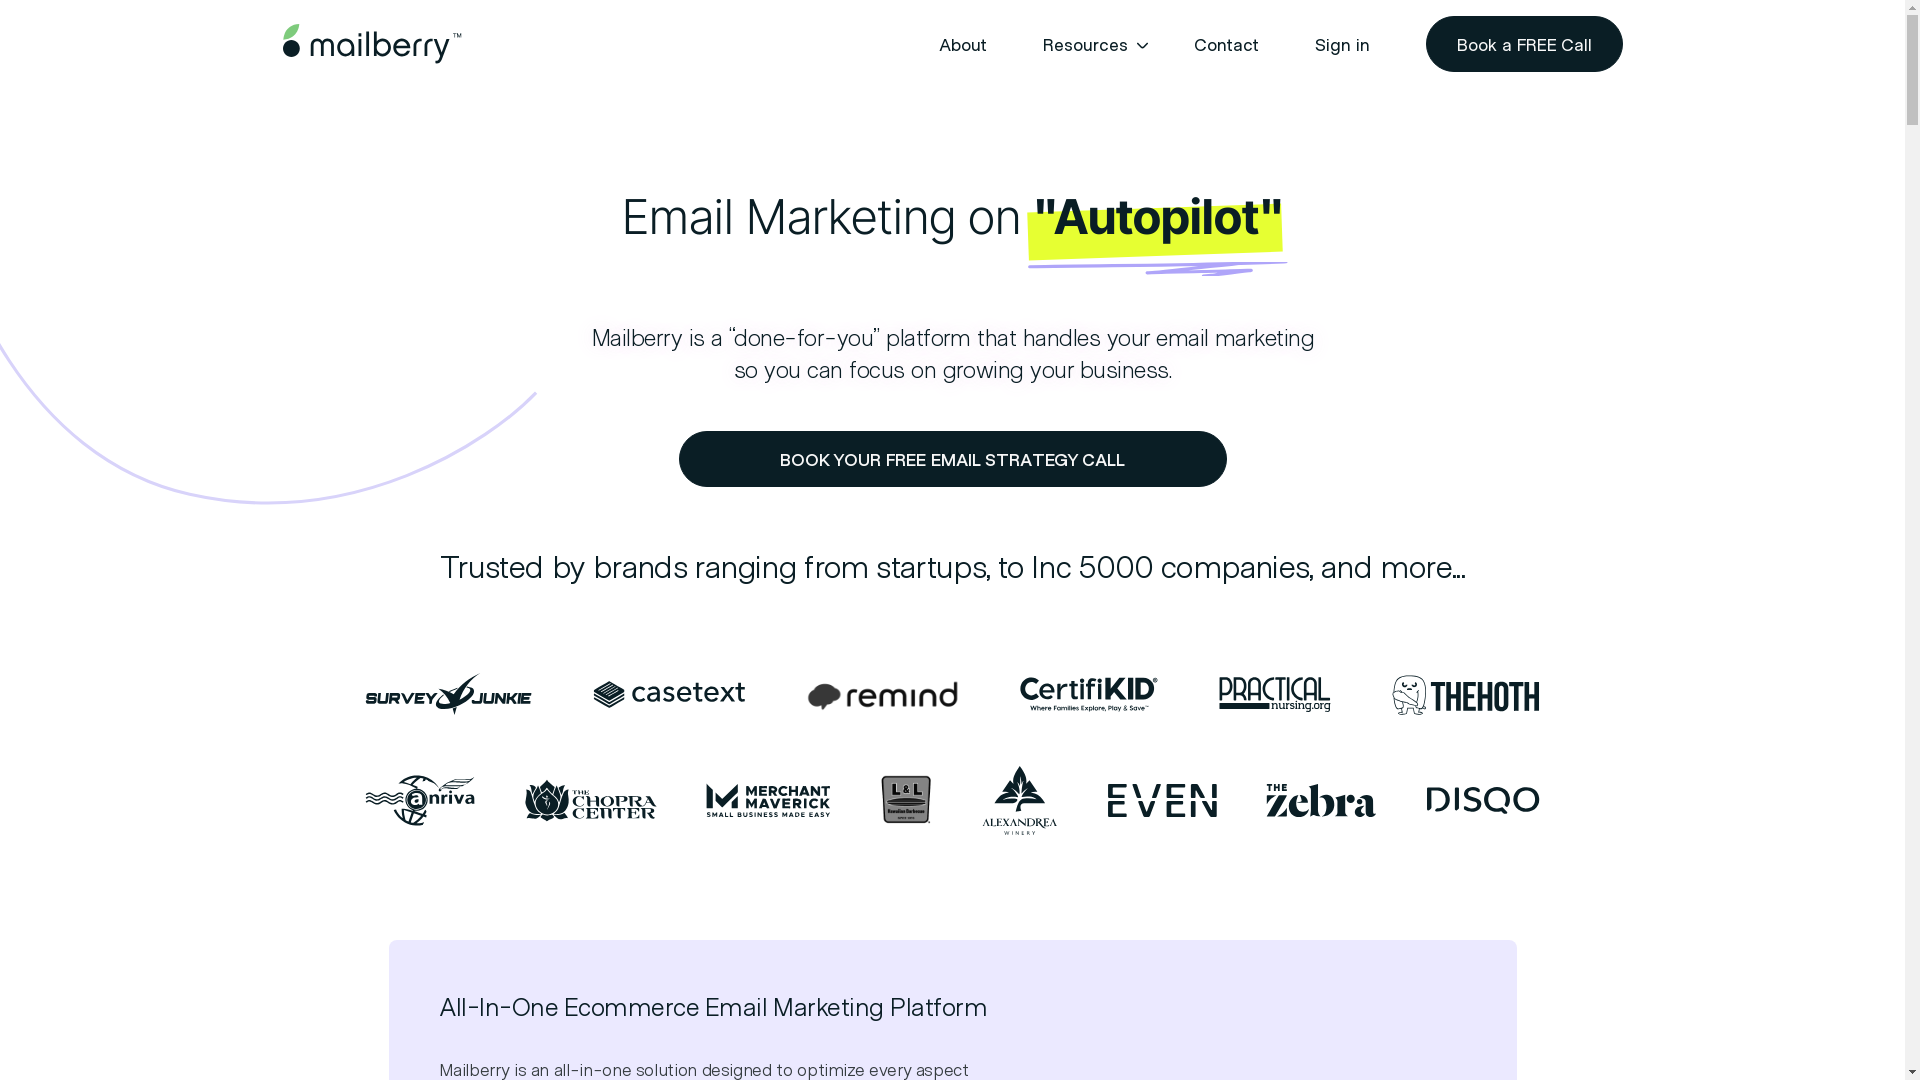 mailberry™
About
Resources
Contact
Sign in
Book a FREE Call
Email Marketing on "Autopilot"
Mailberry is a “done-for-you” platform that handles your email marketing
so you can focus on growing your business.
BOOK YOUR FREE EMAIL STRATEGY CALL
Trusted by brands ranging from startups, to Inc 5000 companies, and more...
SURVEY JUNKIE
casetext
remind
CertifiKID®
Where Families Explore, Play & Save™
PRACTICAL
nursing.org
THEHOTH
anriva
THE
CHOPRA
CENTER
MERCHANT
MAVERICK
SMALL BUSINESS MADE EASY
L&L
Hawaiian Barbecue
ALEXANDREA
WINERY
EVEN
THE
zebra
DISQO
All-In-One Ecommerce Email Marketing Platform
Mailberry is an all-in-one solution designed to optimize every aspect